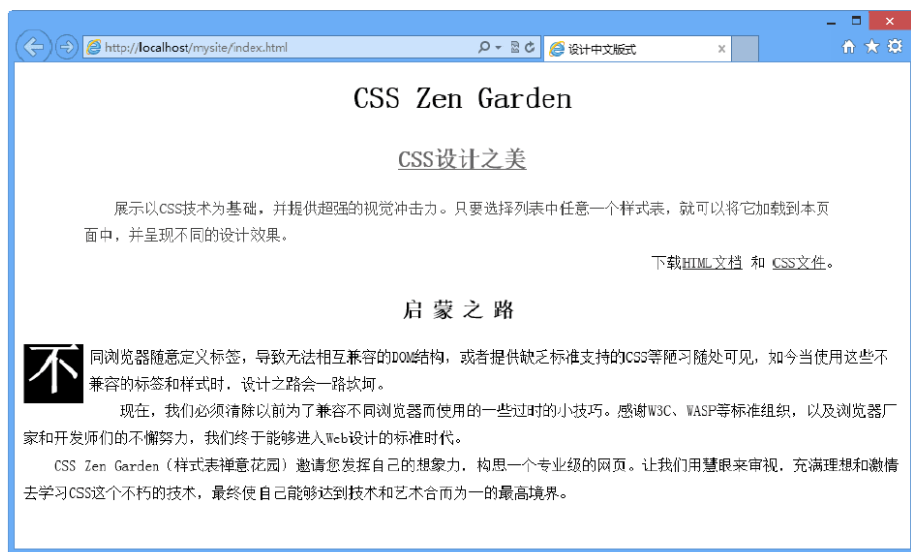 http://localhost/mysite/index.html
设计中文版式
CSS Zen Garden
CSS设计之美
展示以CSS技术为基础，并提供超强的视觉冲击力。只要选择列表中任意一个样式表，就可以将它加载到本页
面中，并呈现不同的设计效果。
下载HTML文档 和 CSS文件。
启蒙之路
不同浏览器随意定义标签，导致无法相互兼容的DOM结构，或者提供缺乏标准支持的CSS等陋习随处可见，如今当使用这些不
兼容的标签和样式时，设计之路会一路坎坷。
现在，我们必须清除以前为了兼容不同浏览器而使用的一些过时的小技巧。感谢W3C、WASP等标准组织，以及浏览器厂
家和开发师们的不懈努力，我们终于能够进入Web设计的标准时代。
CSS Zen Garden（样式表禅意花园）邀请您发挥自己的想象力，构思一个专业级的网页。让我们用慧眼来审视，充满理想和激情
去学习CSS这个不朽的技术，最终使自己能够达到技术和艺术合而为一的最高境界。